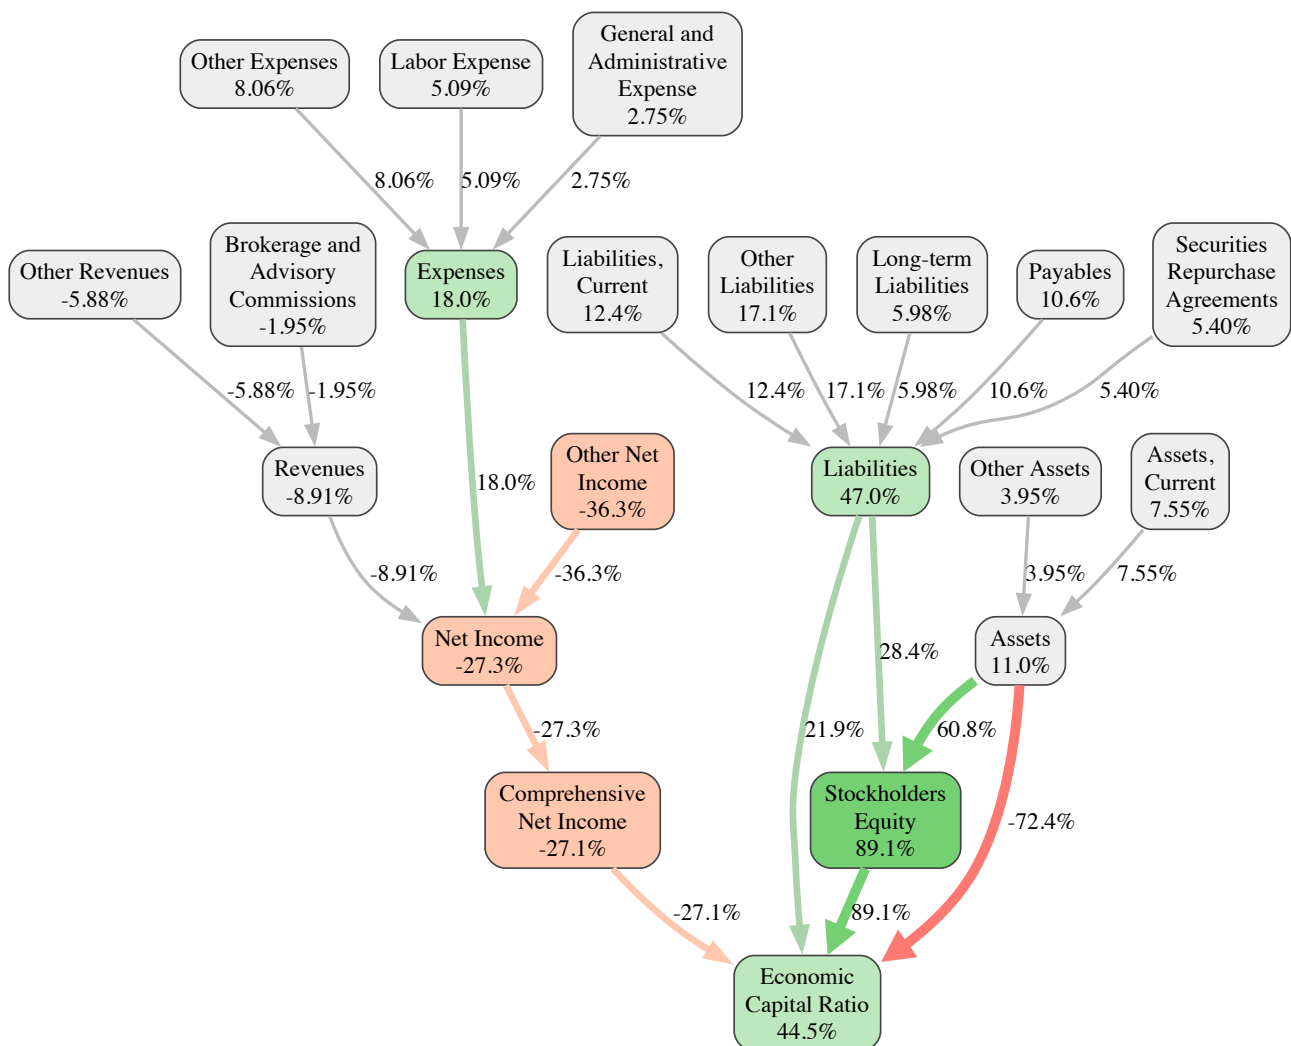 Other Expenses
8.06%
Labor Expense
5.09%
General and
Administrative
Expense
2.75%
8.06%
5.09%
2.75%
Other Revenues
-5.88%
Brokerage and
Advisory
Commissions
-1.95%
Expenses
18.0%
Liabilities,
Current
12.4%
Other
Liabilities
17.1%
Long-term
Liabilities
5.98%
Payables
10.6%
Securities
Repurchase
Agreements
5.40%
-5.88%
-1.95%
12.4%
17.1%
5.98%
10.6%
5.40%
Revenues
-8.91%
18.0%
Other Net
Income
-36.3%
Liabilities
47.0%
Other Assets
3.95%
Assets,
Current
7.55%
-8.91%
-36.3%
3.95%
7.55%
Net Income
-27.3%
28.4%
Assets
11.0%
-27.3%
21.9%
60.8%
Comprehensive
Net Income
-27.1%
Stockholders
Equity
89.1%
-72.4%
-27.1%
89.1%
Economic
Capital Ratio
44.5%